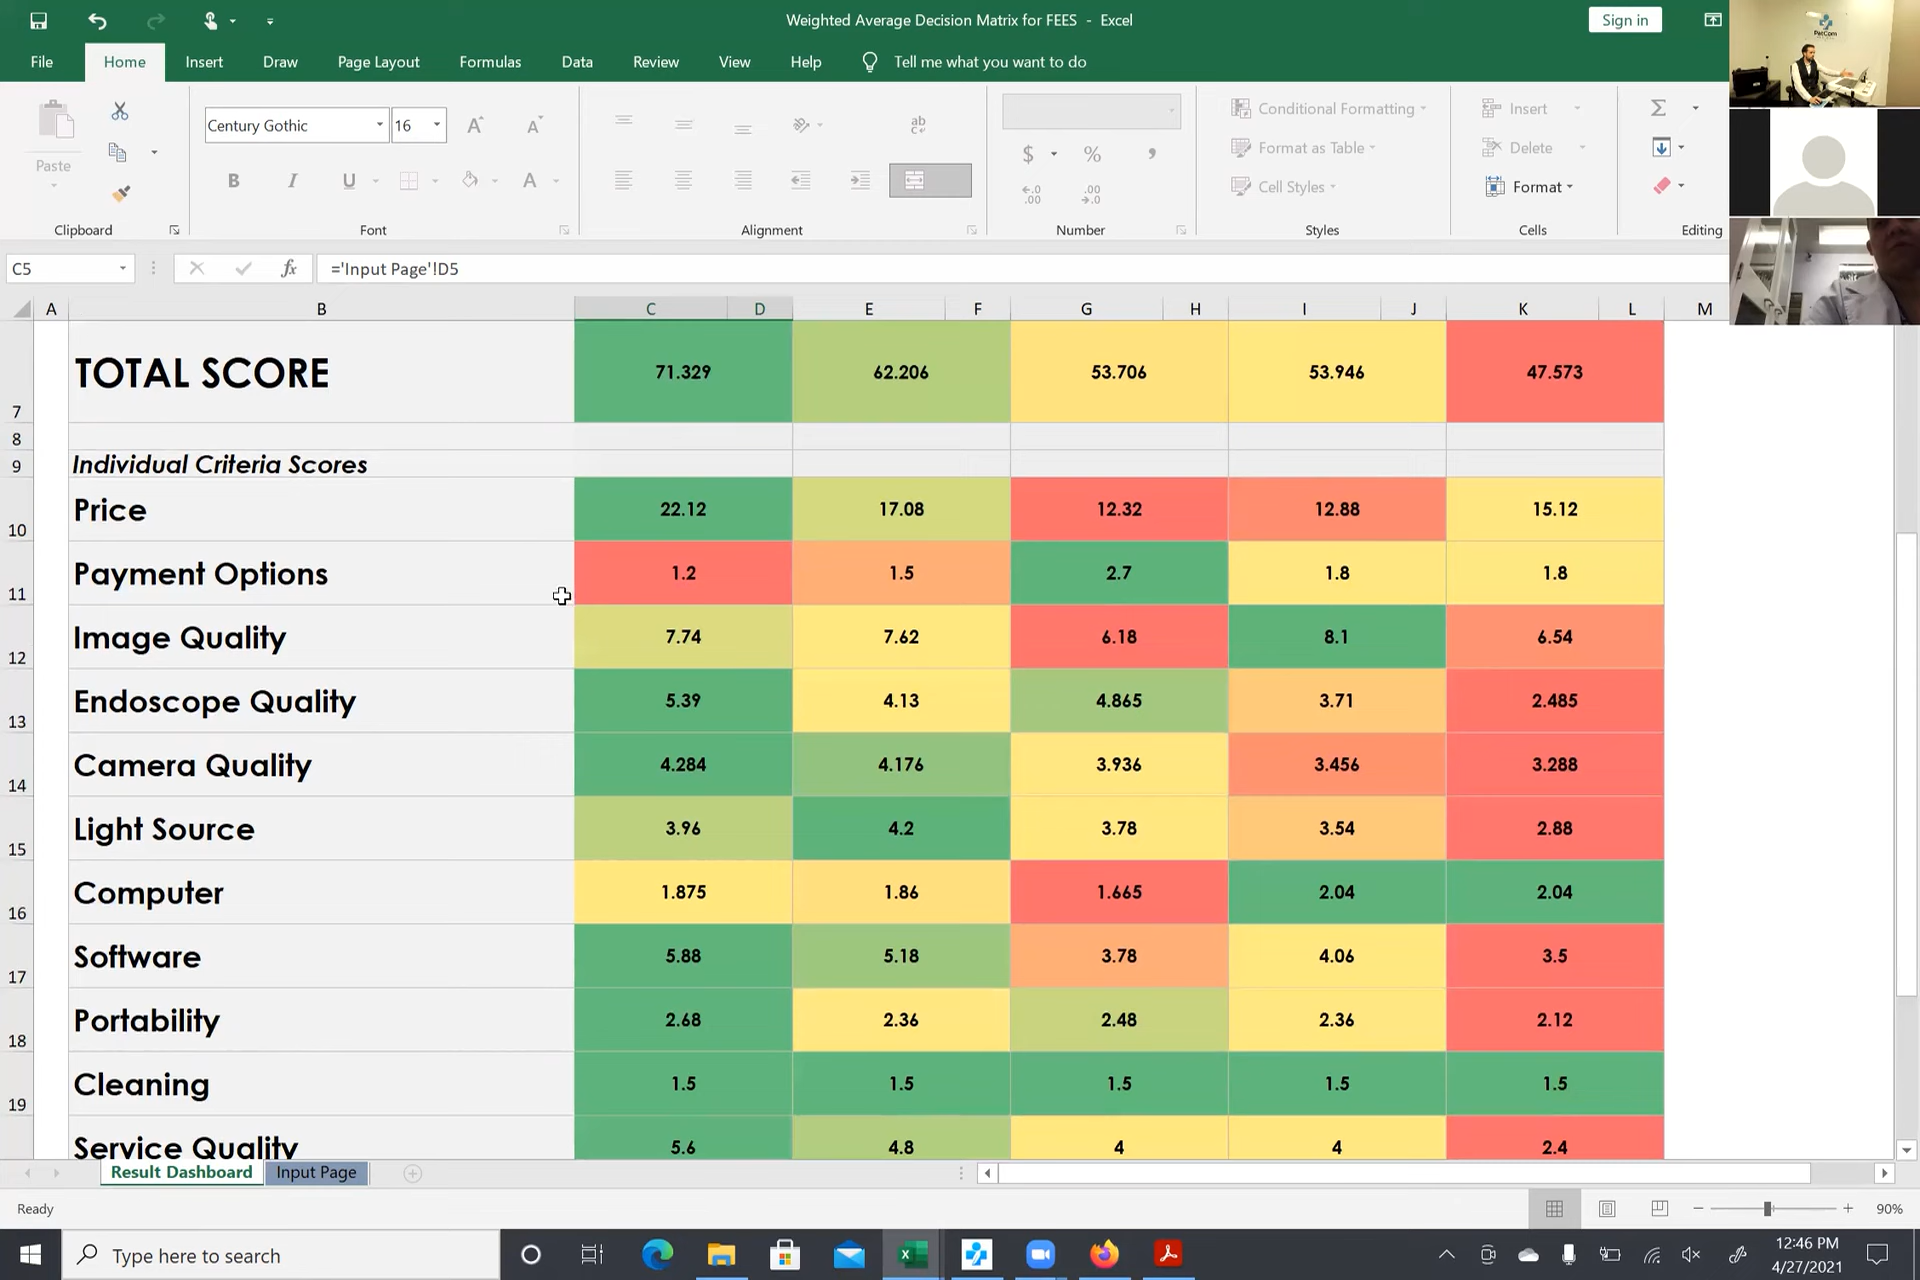 Weighted Average Decision Matrix for FEES - Excel
Sign in
File Home Insert Draw Page Layout Formulas Data Review View Help Tell me what you want to do
Paste
Century Gothic 16
ab
B I U A
$ % ,
Conditional Formatting
Format as Table
Cell Styles
Insert
Delete
Format
Clipboard Font Alignment Number Styles Cells Editing
C5 fx ='Input Page'!D5
A B C D E F G H I J K L M
7 TOTAL SCORE 71.329 62.206 53.706 53.946 47.573
8
9 Individual Criteria Scores
10 Price 22.12 17.08 12.32 12.88 15.12
11 Payment Options 1.2 1.5 2.7 1.8 1.8
12 Image Quality 7.74 7.62 6.18 8.1 6.54
13 Endoscope Quality 5.39 4.13 4.865 3.71 2.485
14 Camera Quality 4.284 4.176 3.936 3.456 3.288
15 Light Source 3.96 4.2 3.78 3.54 2.88
16 Computer 1.875 1.86 1.665 2.04 2.04
17 Software 5.88 5.18 3.78 4.06 3.5
18 Portability 2.68 2.36 2.48 2.36 2.12
19 Cleaning 1.5 1.5 1.5 1.5 1.5
Service Quality 5.6 4.8 4 4 2.4
Result Dashboard Input Page
Ready 90%
Type here to search
12:46 PM
4/27/2021
PatCom